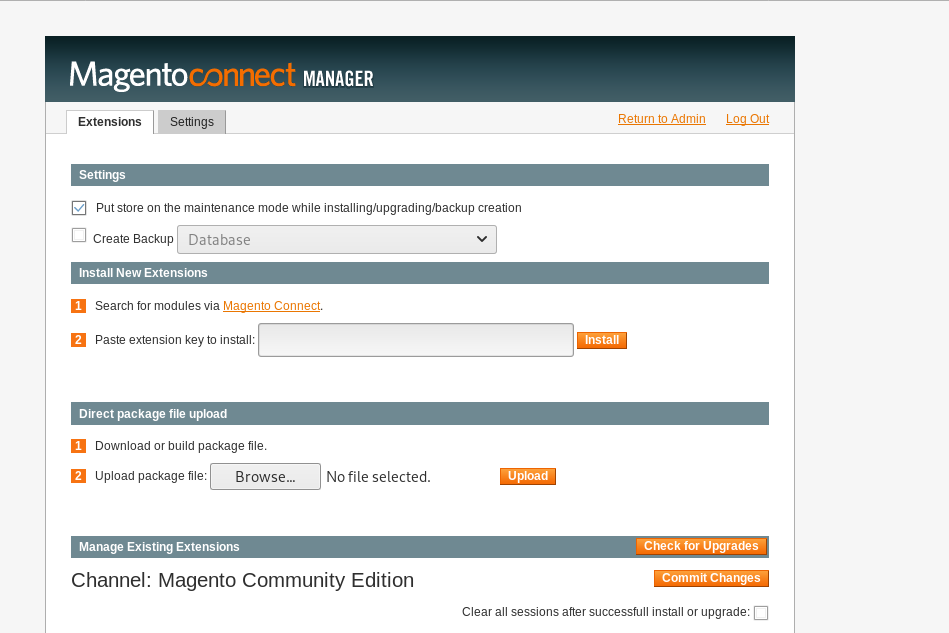 Magentoconnect MANAGER
Extensions Settings Return to Admin Log Out
Settings
Put store on the maintenance mode while installing/upgrading/backup creation
Create Backup Database
Install New Extensions
1 Search for modules via Magento Connect.
2 Paste extension key to install: Install
Direct package file upload
1 Download or build package file.
2 Upload package file: Browse... No file selected. Upload
Manage Existing Extensions Check for Upgrades
Channel: Magento Community Edition Commit Changes
Clear all sessions after successfull install or upgrade: